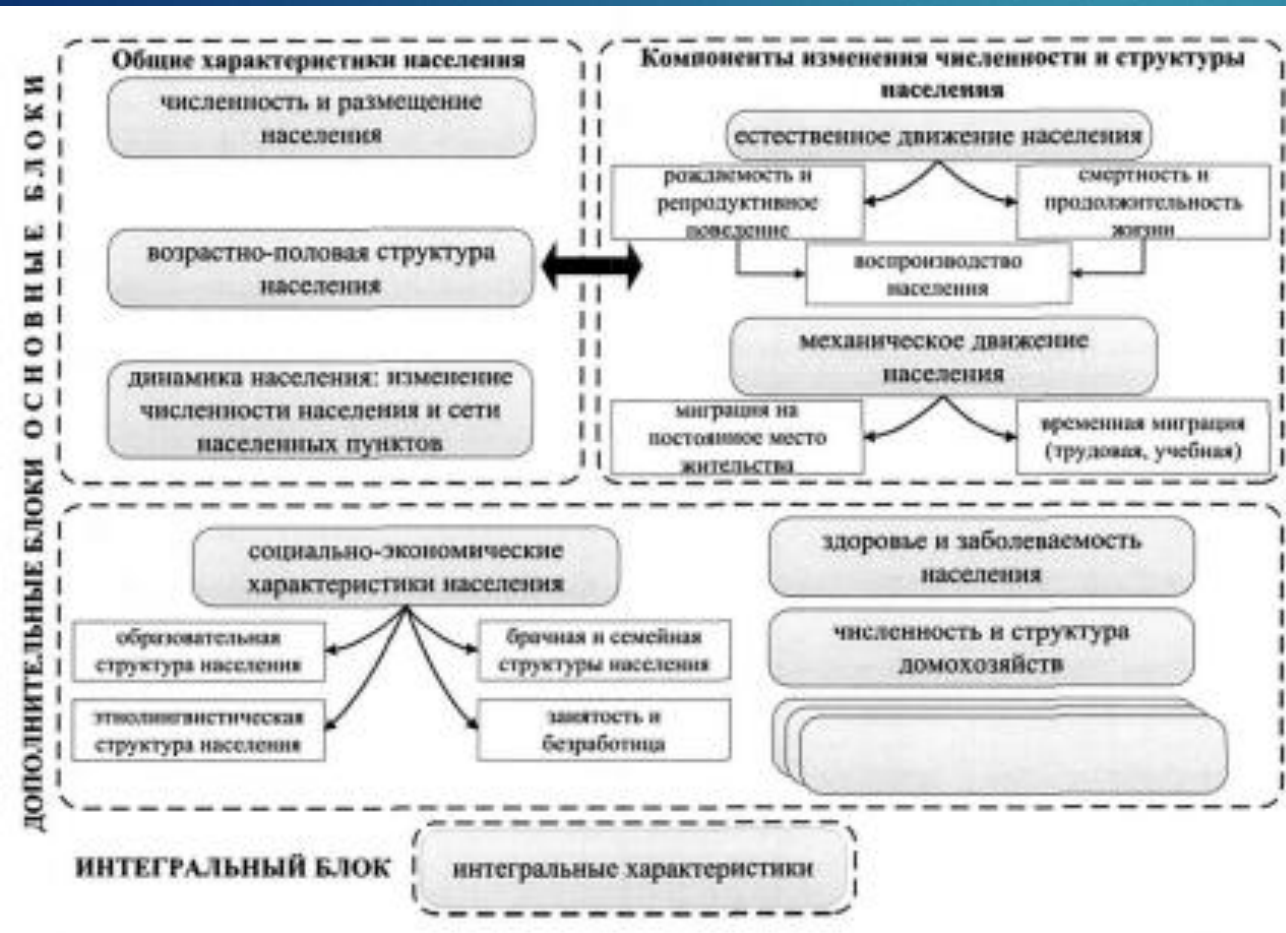 ОСНОВНЫЕ БЛОКИ
Общие характеристики населения
численность и размещение
населения
возрастно-половая структура
населения
динамика населения: изменение
численности населения и сети
населенных пунктов
Компоненты изменения численности и структуры
населения
естественное движение населения
рождаемость и
репродуктивное
поведение
смертность и
продолжительность
жизни
воспроизводство
населения
механическое движение
населения
миграция на
постоянное место
жительства
временная миграция
(трудовая, учебная)
ДОПОЛНИТЕЛЬНЫЕ БЛОКИ
социально-экономические
характеристики населения
образовательная
структура населения
брачная и семейная
структуры населения
этнолингвистическая
структура населения
занятость и
безработица
здоровье и заболеваемость
населения
численность и структура
домохозяйств
ИНТЕГРАЛЬНЫЙ БЛОК
интегральные характеристики